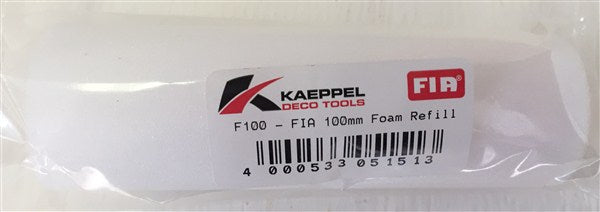 KAEPPEL
DECO TOOLS
FIA®
F100 - FIA 100mm Foam Refill
4 000533 051513